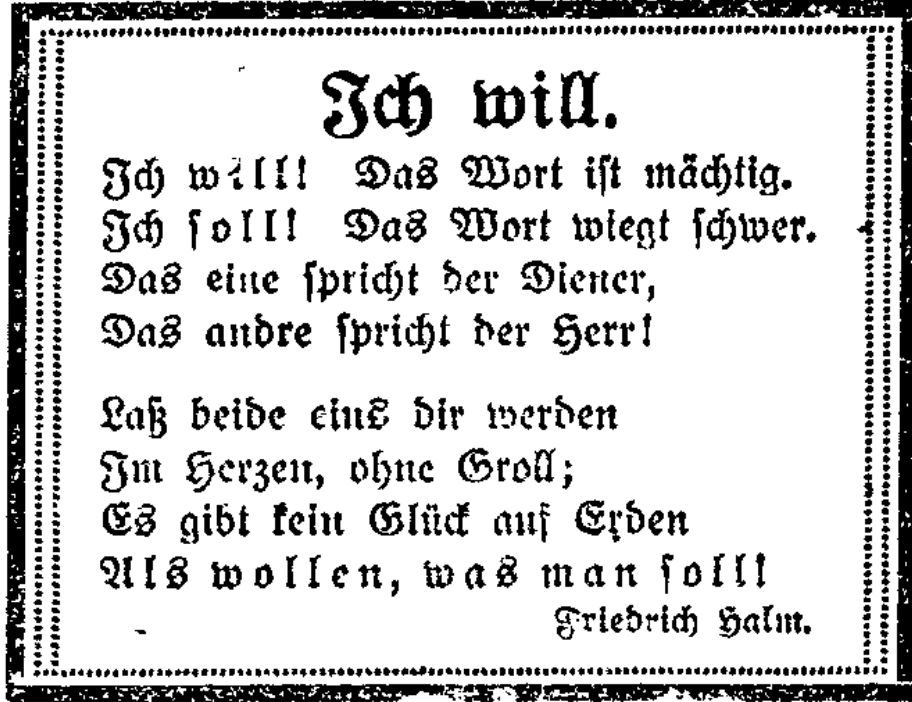 Ich will.
Ich will! Das Wort ist mächtig.
Ich soll! Das Wort wiegt schwer.
Das eine spricht der Diener,
Das andre spricht der Herr!
Laß beide eins dir werden
Im Herzen, ohne Groll;
Es gibt kein Glück auf Erden
Als wollen, was man soll!
Friedrich Halm.